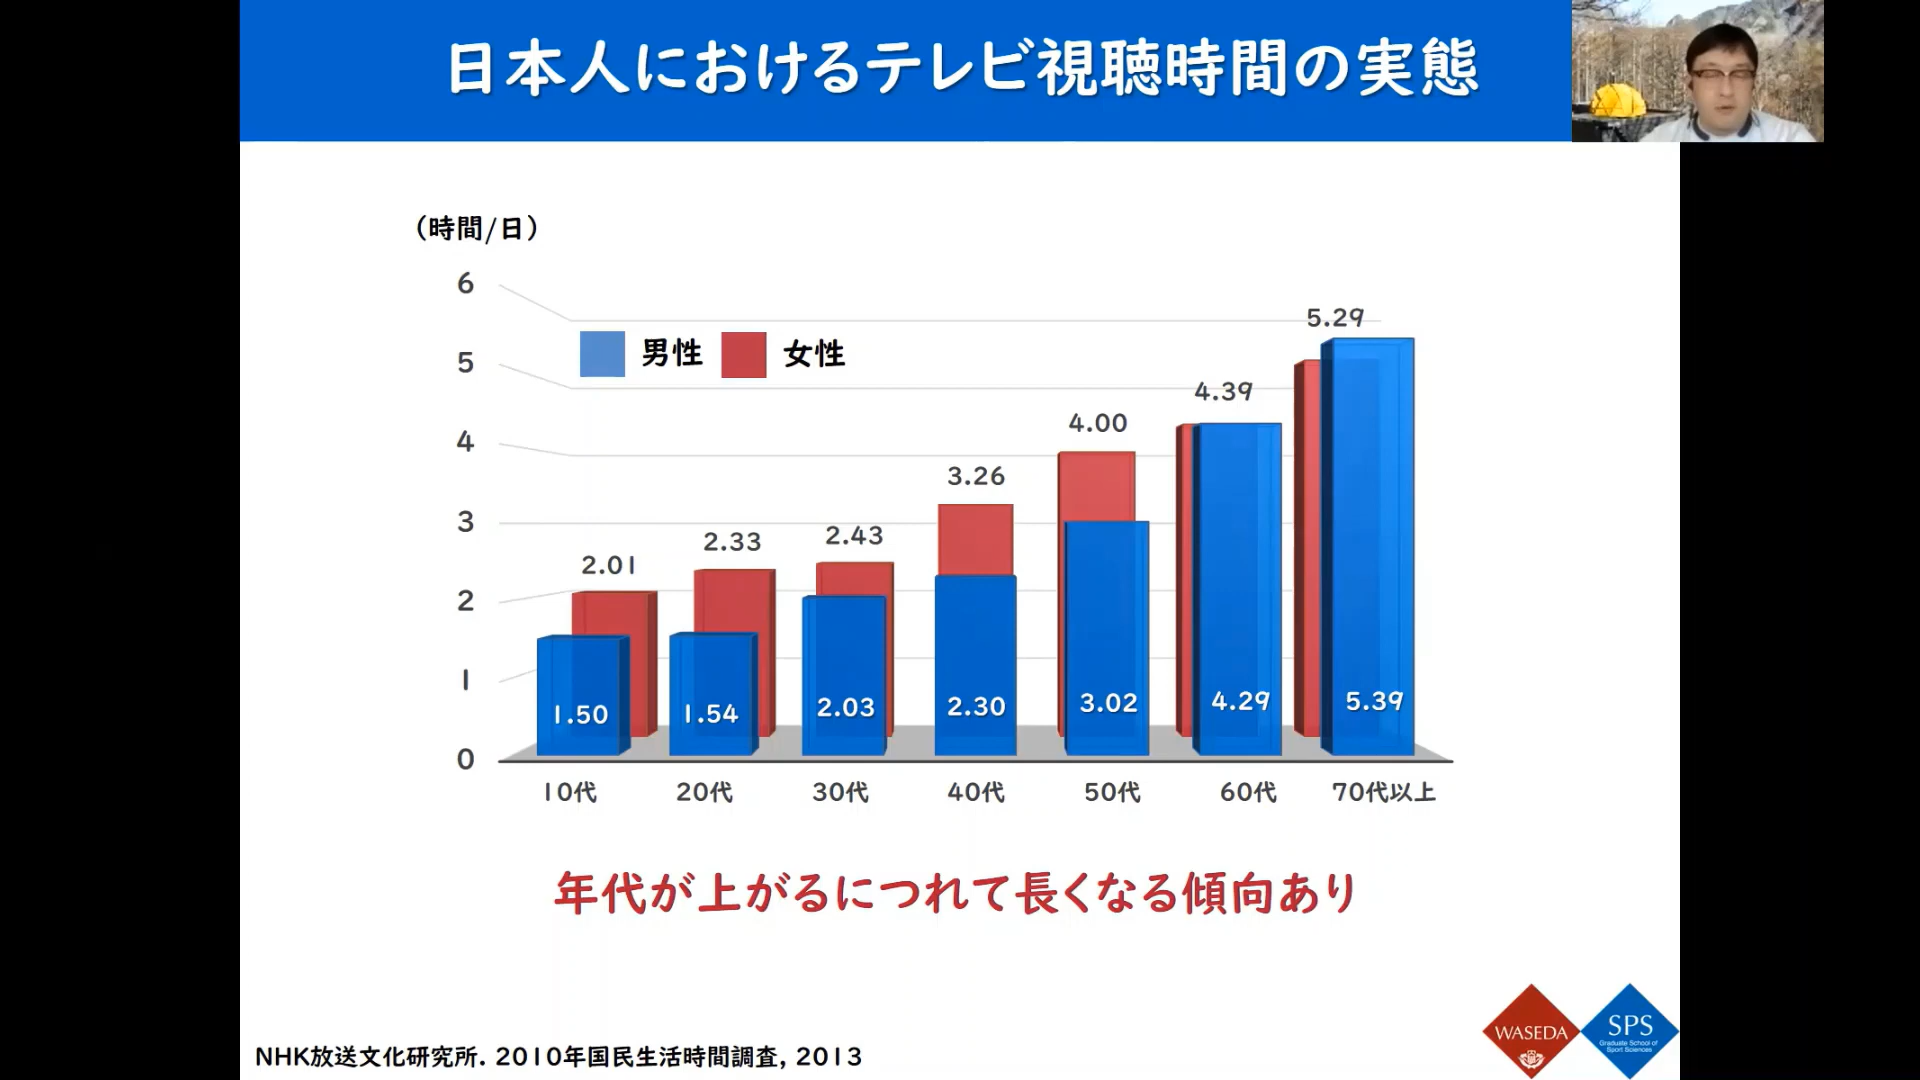 日本人におけるテレビ視聴時間の実態
（時間/日）
6
5
4
3
2
1
0
男性 女性
2.01
2.33
2.43
3.26
4.00
4.39
5.29
1.50
1.54
2.03
2.30
3.02
4.29
5.39
10代
20代
30代
40代
50代
60代
70代以上
年代が上がるにつれて長くなる傾向あり
NHK放送文化研究所. 2010年国民生活時間調査, 2013
WASEDA
SPS
Graduate School of
Sport Sciences